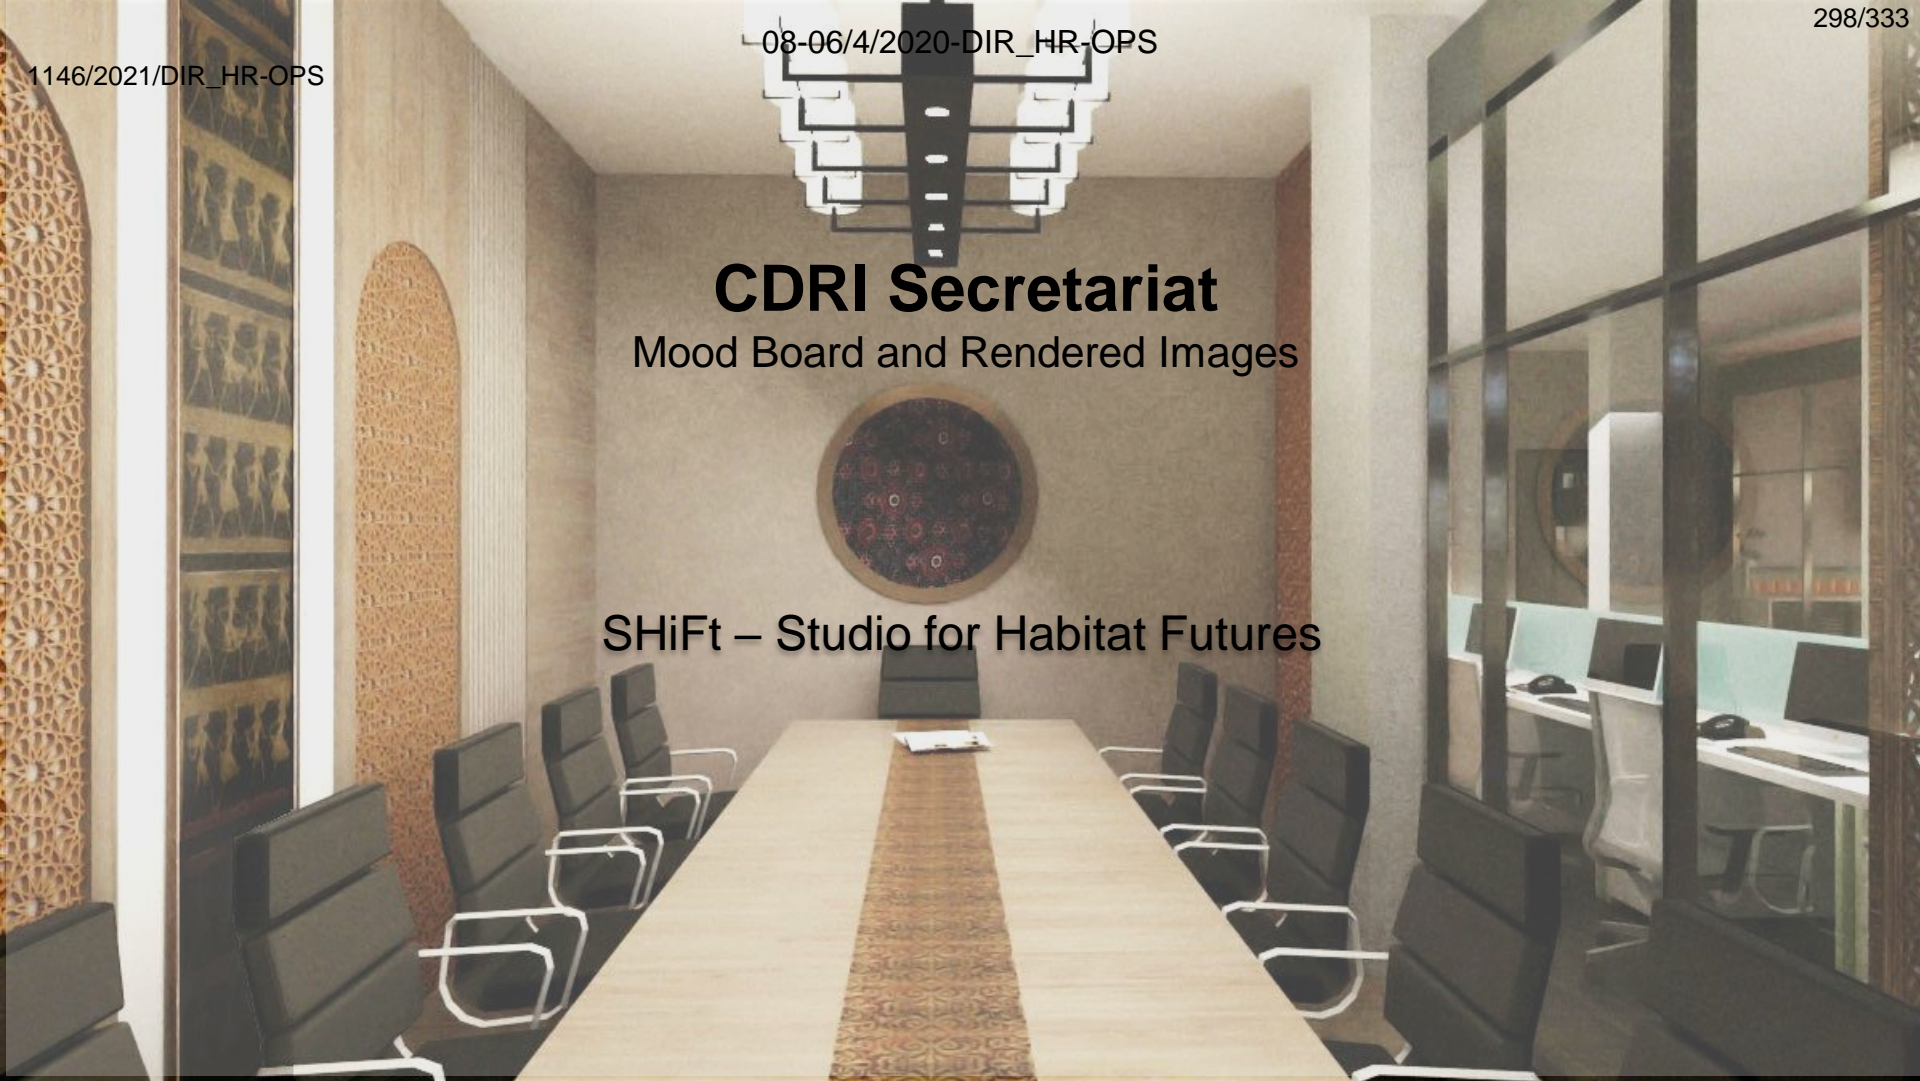 298/333
08-06/4/2020-DIR_HR-OPS
1146/2021/DIR_HR-OPS
CDRI Secretariat
Mood Board and Rendered Images
SHiFt – Studio for Habitat Futures